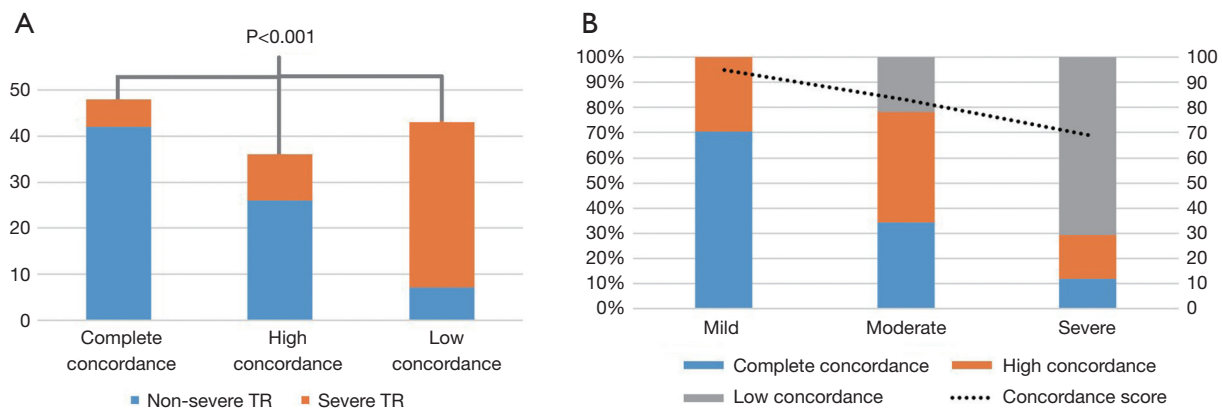 A
P<0.001
50
40
30
20
10
0
Complete concordance
High concordance
Low concordance
Non-severe TR
Severe TR
B
100%
90%
80%
70%
60%
50%
40%
30%
20%
10%
0%
100
90
80
70
60
50
40
30
20
10
0
Mild
Moderate
Severe
Complete concordance
High concordance
Low concordance
Concordance score